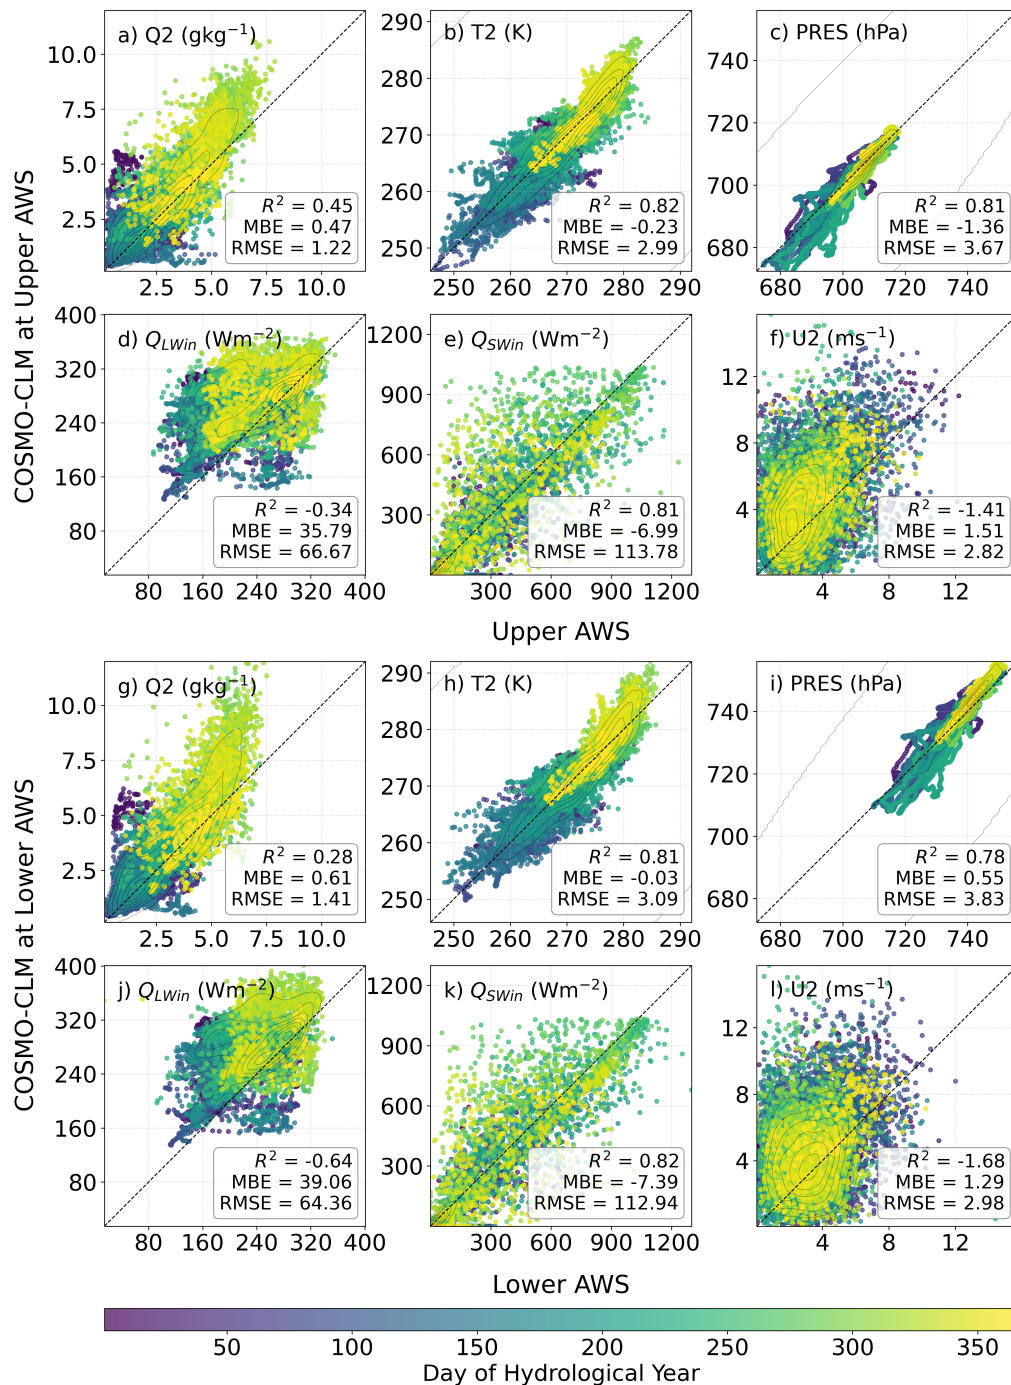 COSMO-CLM at Upper AWS
a) Q2 (gkg⁻¹)
10.0
7.5
5.0
2.5
2.5 5.0 7.5 10.0
R² = 0.45
MBE = 0.47
RMSE = 1.22
b) T2 (K)
290
280
270
260
250
250 260 270 280 290
R² = 0.82
MBE = -0.23
RMSE = 2.99
c) PRES (hPa)
740
720
700
680
680 700 720 740
R² = 0.81
MBE = -1.36
RMSE = 3.67
d) Q_LWin (Wm⁻²)
400
320
240
160
80
80 160 240 320 400
R² = -0.34
MBE = 35.79
RMSE = 66.67
e) Q_SWin (Wm⁻²)
1200
900
600
300
300 600 900 1200
R² = 0.81
MBE = -6.99
RMSE = 113.78
f) U2 (ms⁻¹)
12
8
4
4 8 12
R² = -1.41
MBE = 1.51
RMSE = 2.82
Upper AWS
COSMO-CLM at Lower AWS
g) Q2 (gkg⁻¹)
10.0
7.5
5.0
2.5
2.5 5.0 7.5 10.0
R² = 0.28
MBE = 0.61
RMSE = 1.41
h) T2 (K)
290
280
270
260
250
250 260 270 280 290
R² = 0.81
MBE = -0.03
RMSE = 3.09
i) PRES (hPa)
740
720
700
680
680 700 720 740
R² = 0.78
MBE = 0.55
RMSE = 3.83
j) Q_LWin (Wm⁻²)
400
320
240
160
80
80 160 240 320 400
R² = -0.64
MBE = 39.06
RMSE = 64.36
k) Q_SWin (Wm⁻²)
1200
900
600
300
300 600 900 1200
R² = 0.82
MBE = -7.39
RMSE = 112.94
l) U2 (ms⁻¹)
12
8
4
4 8 12
R² = -1.68
MBE = 1.29
RMSE = 2.98
Lower AWS
50 100 150 200 250 300 350
Day of Hydrological Year